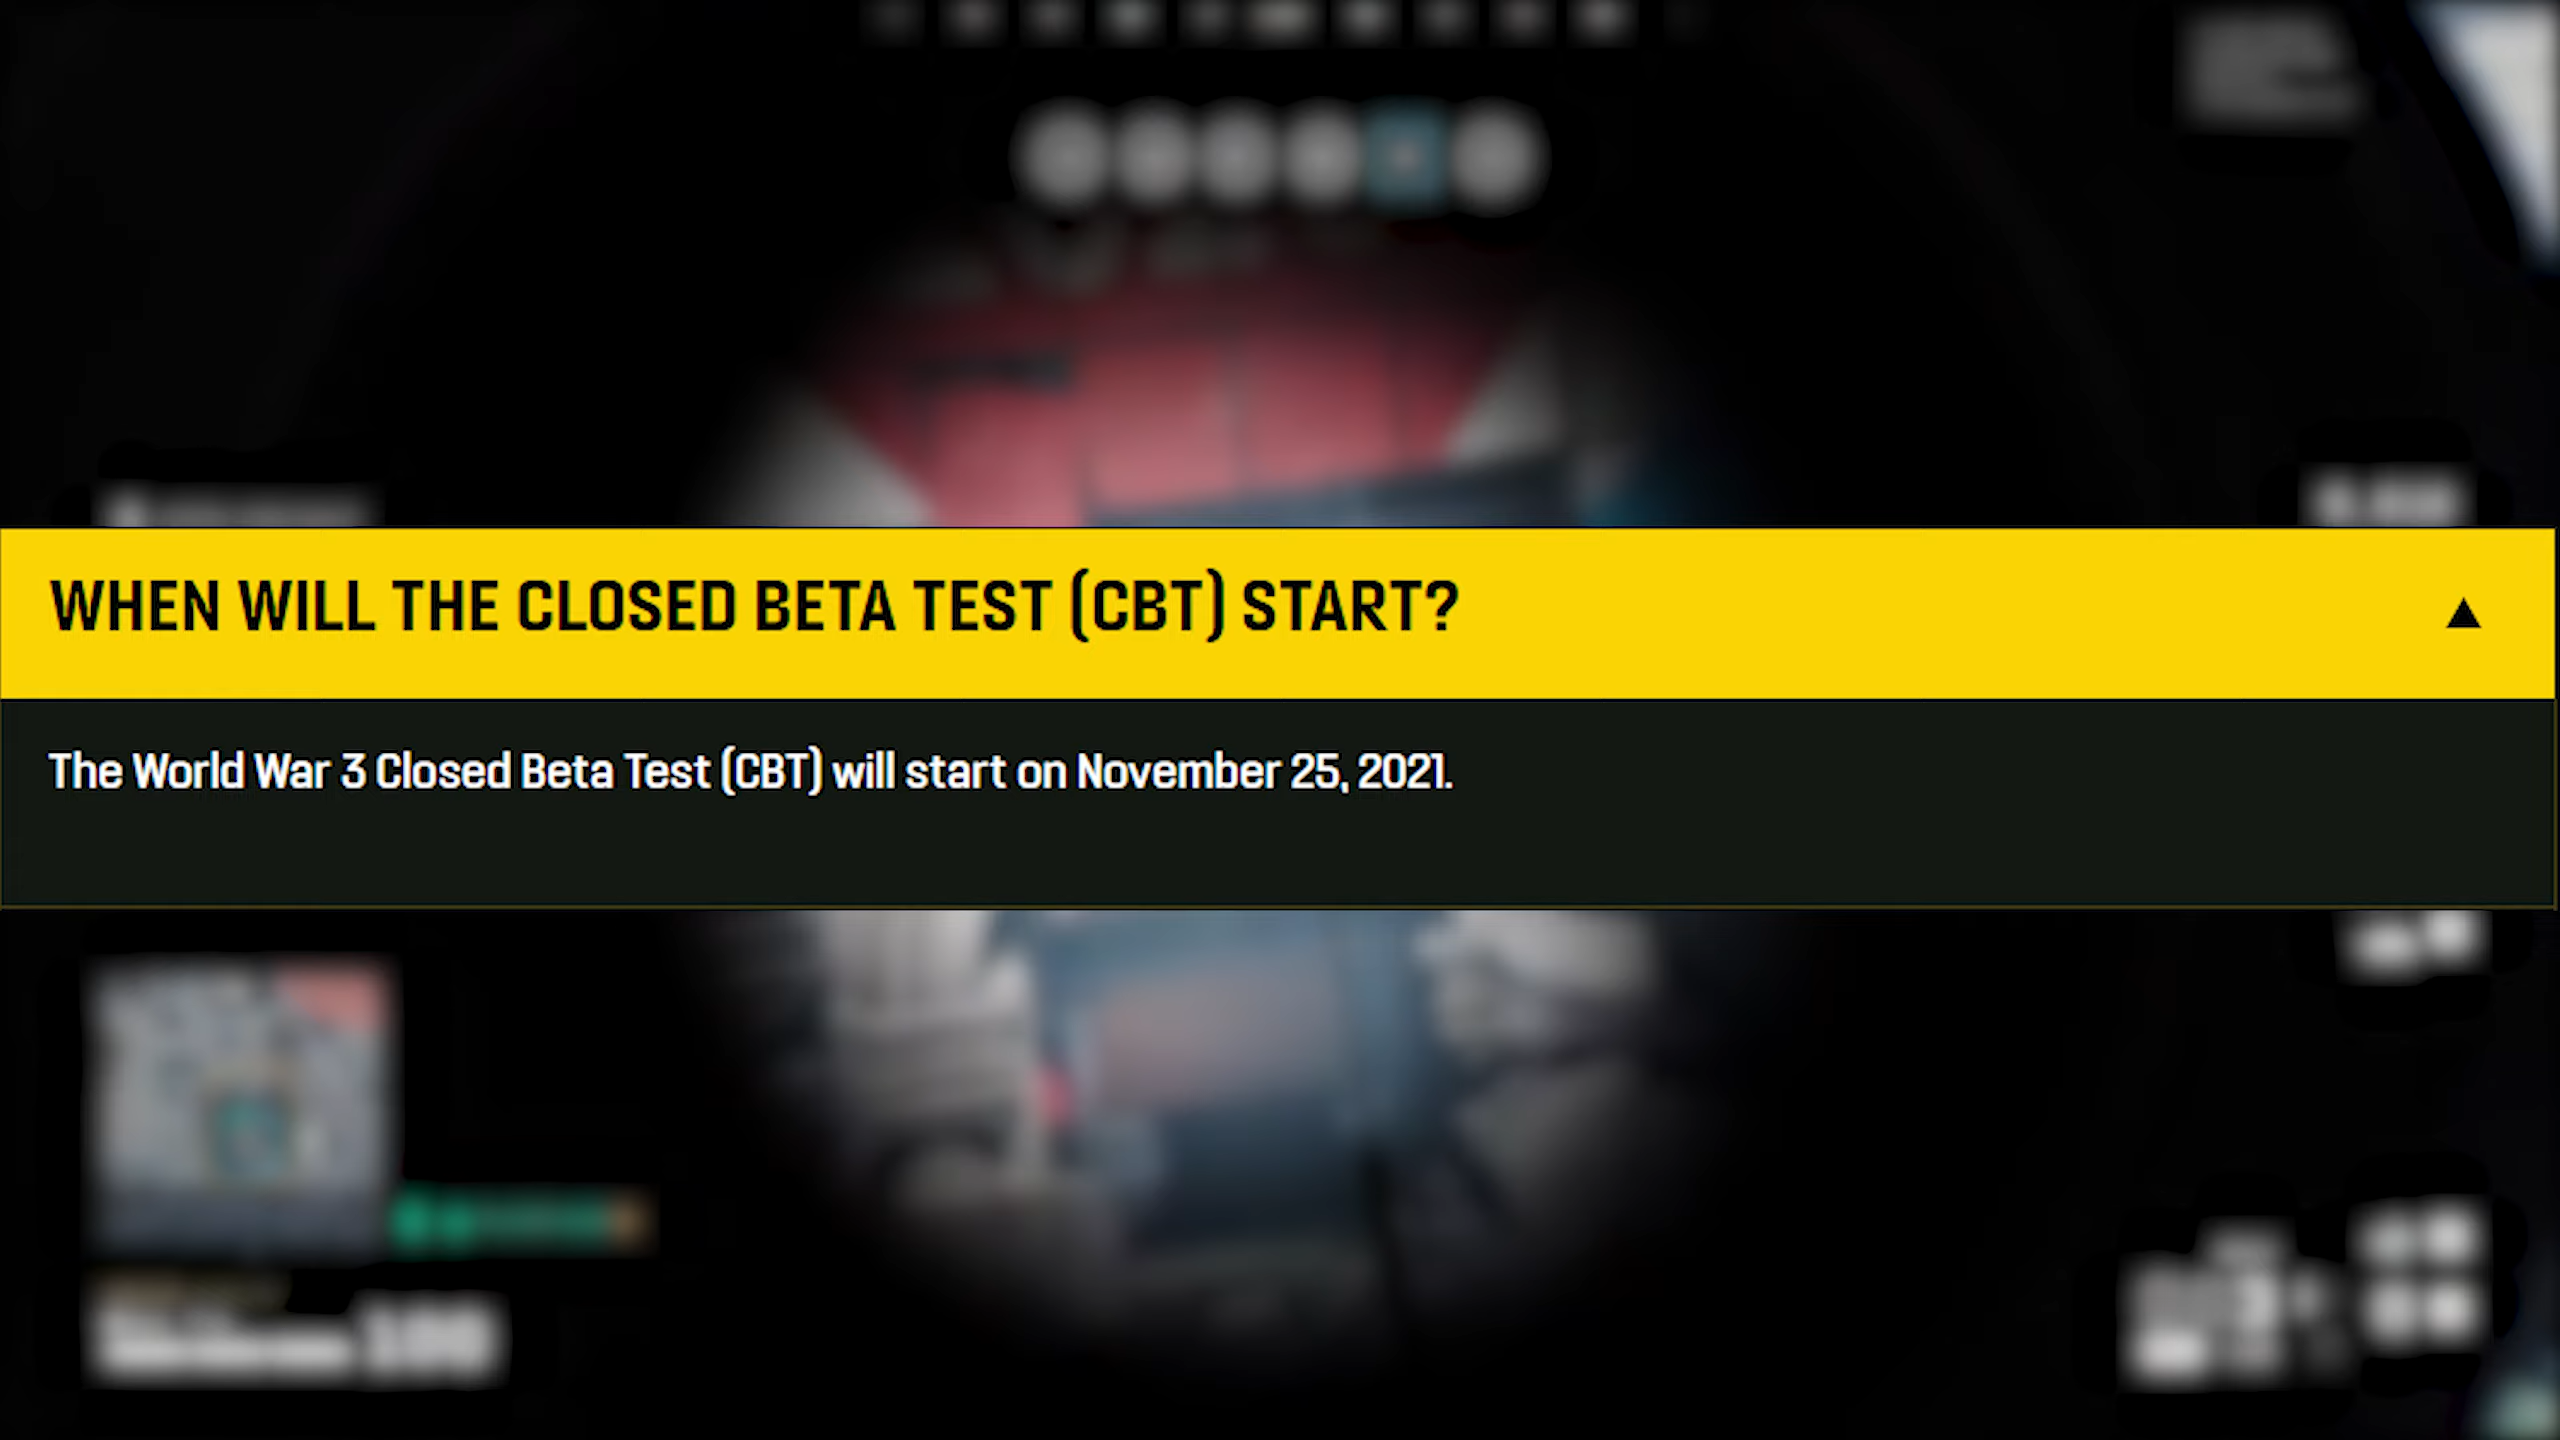 WHEN WILL THE CLOSED BETA TEST (CBT) START?
The World War 3 Closed Beta Test (CBT) will start on November 25, 2021.